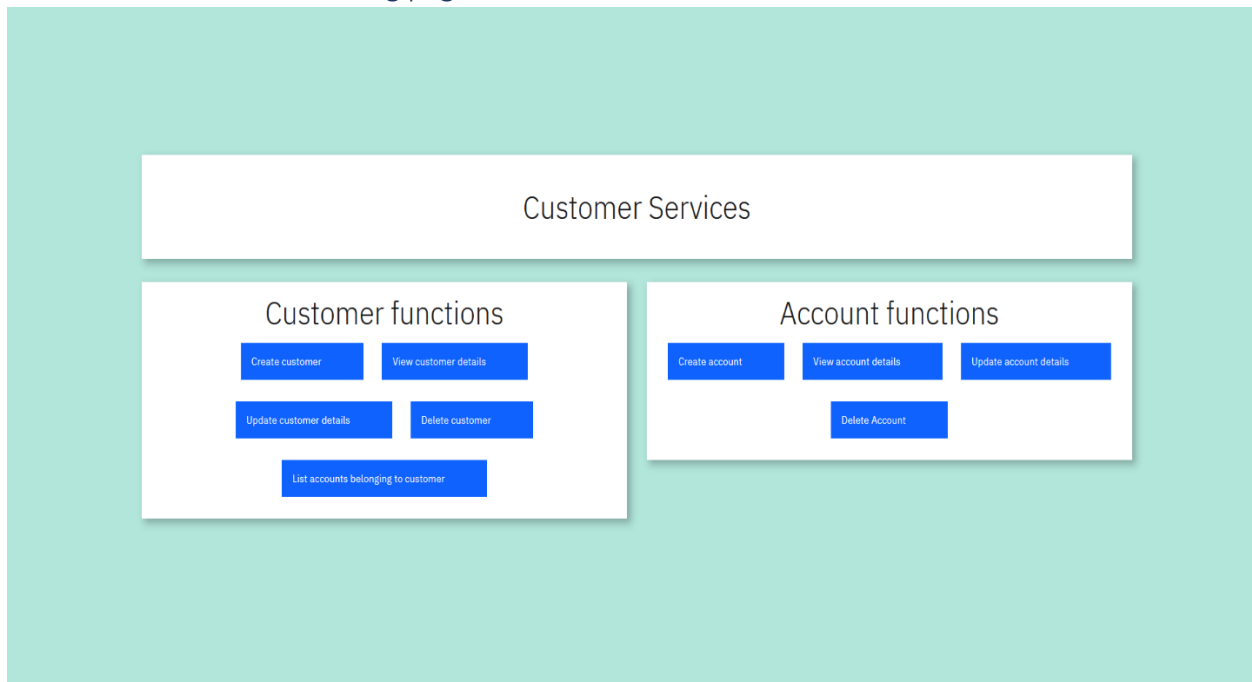 Customer Services
Customer functions
Create customer
View customer details
Update customer details
Delete customer
List accounts belonging to customer
Account functions
Create account
View account details
Update account details
Delete Account